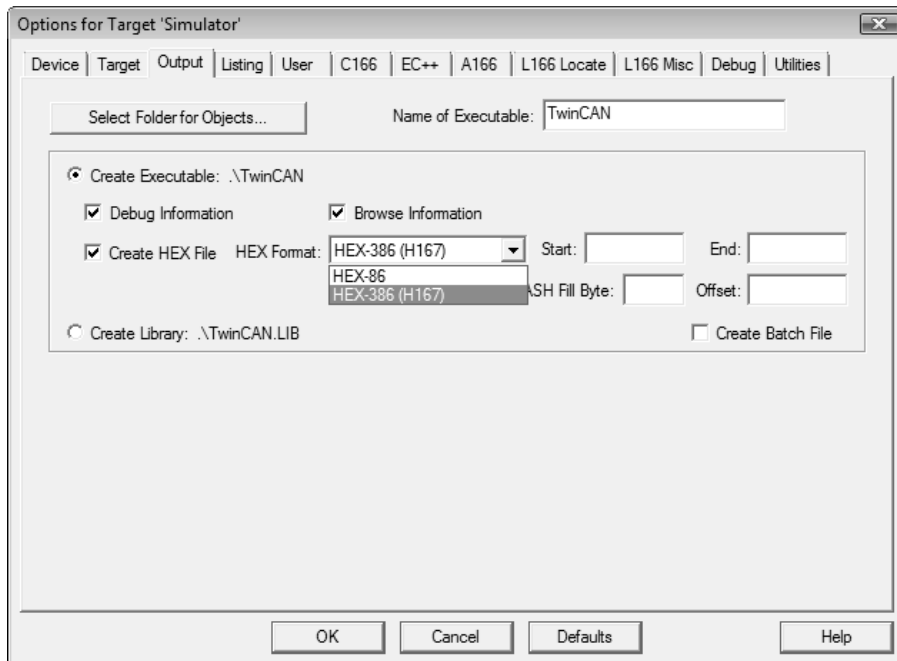 Options for Target 'Simulator'
Device Target Output Listing User C166 EC++ A166 L166 Locate L166 Misc Debug Utilities
Select Folder for Objects... Name of Executable: TwinCAN
Create Executable: .\TwinCAN
Debug Information Browse Information
Create HEX File HEX Format: HEX-386 (H167) Start: End:
HEX-86
HEX-386 (H167) ASH Fill Byte: Offset:
Create Library: .\TwinCAN.LIB Create Batch File
OK Cancel Defaults Help